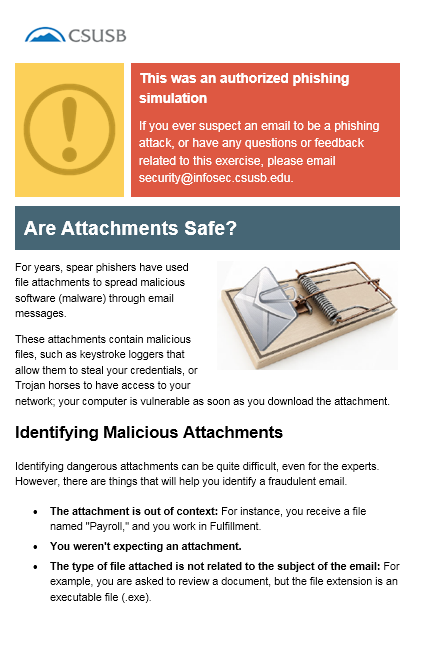 CSUSB
This was an authorized phishing
simulation
If you ever suspect an email to be a phishing
attack, or have any questions or feedback
related to this exercise, please email
security@infosec.csusb.edu.
Are Attachments Safe?
For years, spear phishers have used
file attachments to spread malicious
software (malware) through email
messages.
These attachments contain malicious
files, such as keystroke loggers that
allow them to steal your credentials, or
Trojan horses to have access to your
network; your computer is vulnerable as soon as you download the attachment.
Identifying Malicious Attachments
Identifying dangerous attachments can be quite difficult, even for the experts.
However, there are things that will help you identify a fraudulent email.
• The attachment is out of context: For instance, you receive a file
named "Payroll," and you work in Fulfillment.
• You weren't expecting an attachment.
• The type of file attached is not related to the subject of the email: For
example, you are asked to review a document, but the file extension is an
executable file (.exe).